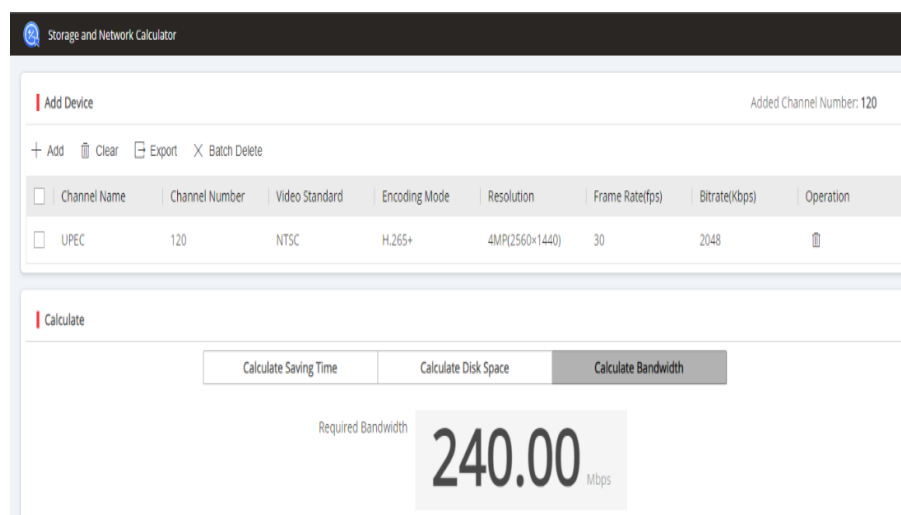 Storage and Network Calculator
Add Device Added Channel Number: 120
Add Clear Export Batch Delete
Channel Name Channel Number Video Standard Encoding Mode Resolution Frame Rate(fps) Bitrate(Kbps) Operation
UPEC 120 NTSC H.265+ 4MP(2560×1440) 30 2048
Calculate
Calculate Saving Time Calculate Disk Space Calculate Bandwidth
Required Bandwidth 240.00 Mbps